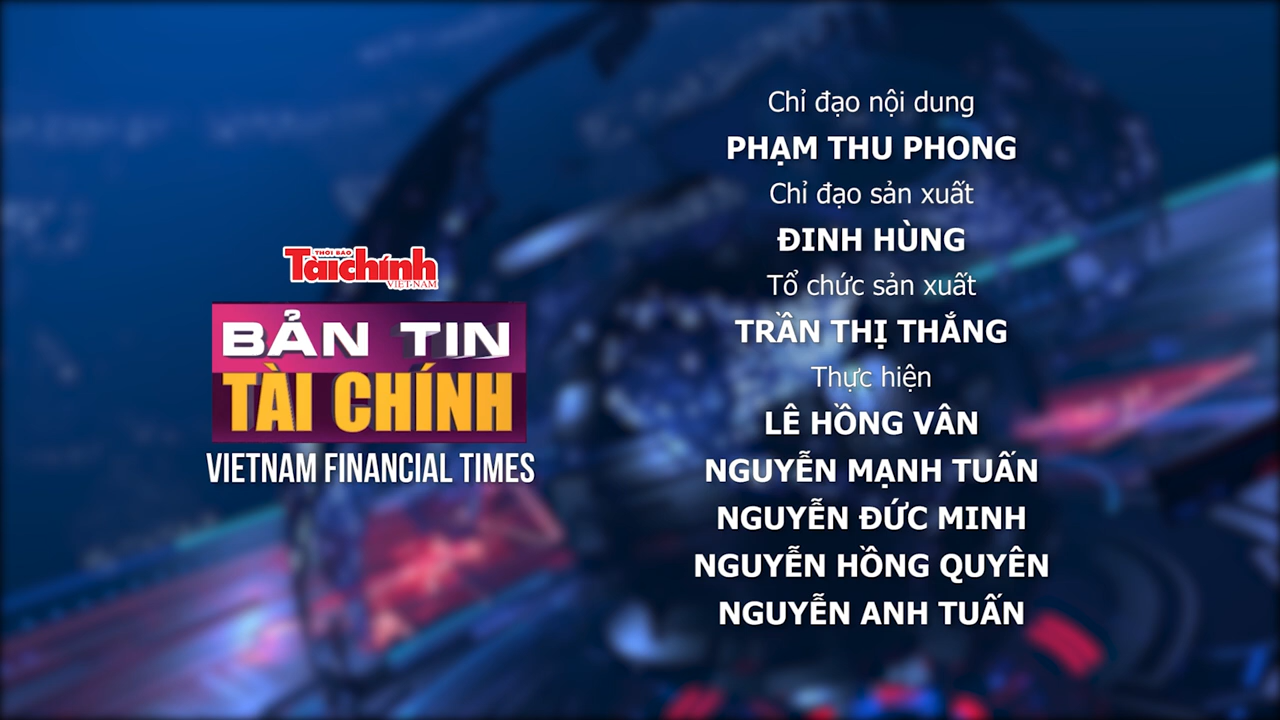 THỜI BÁO
Tài chính
VIỆT NAM
BẢN TIN
TÀI CHÍNH
VIETNAM FINANCIAL TIMES
Chỉ đạo nội dung
PHẠM THU PHONG
Chỉ đạo sản xuất
ĐINH HÙNG
Tổ chức sản xuất
TRẦN THỊ THẮNG
Thực hiện
LÊ HỒNG VÂN
NGUYỄN MẠNH TUẤN
NGUYỄN ĐỨC MINH
NGUYỄN HỒNG QUYÊN
NGUYỄN ANH TUẤN